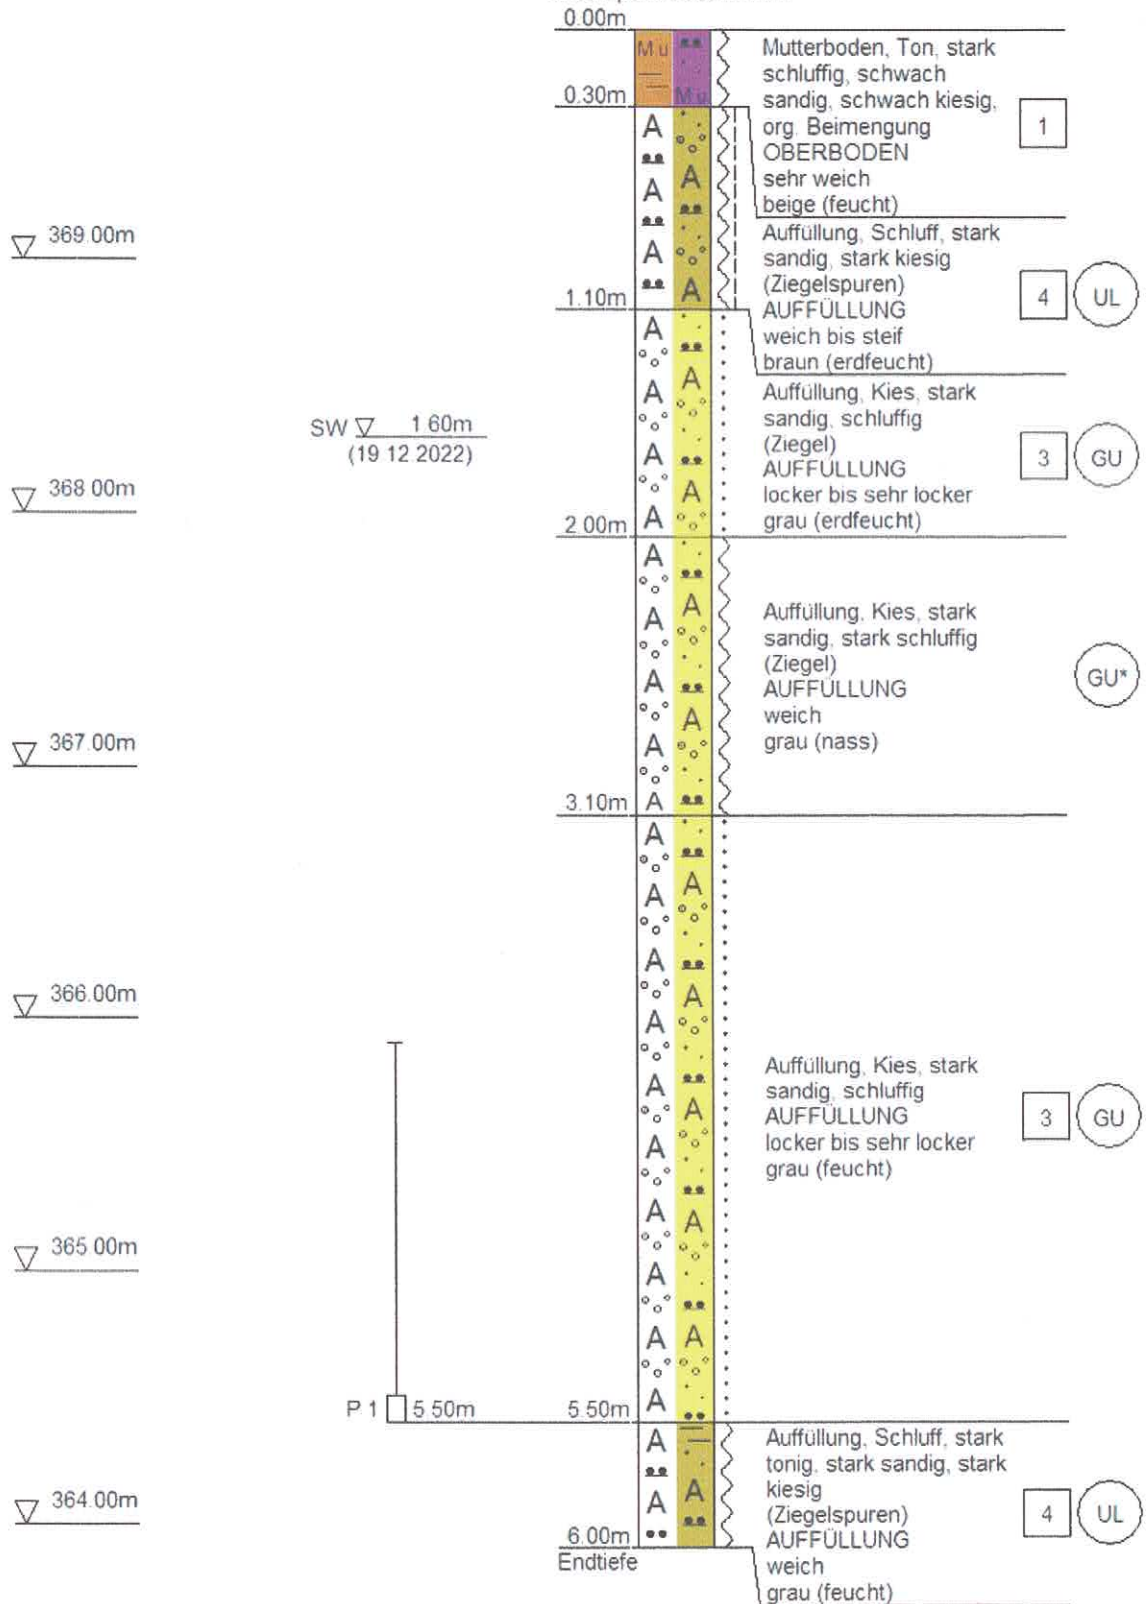 0.00m
Mu
Mu
Mutterboden, Ton, stark
schluffig, schwach
sandig, schwach kiesig,
org. Beimengung
OBERBODEN
sehr weich
beige (feucht)
1
0.30m
369.00m
Auffüllung, Schluff, stark
sandig, stark kiesig
(Ziegelspuren)
AUFFÜLLUNG
weich bis steif
braun (erdfeucht)
4
UL
1.10m
Auffüllung, Kies, stark
sandig, schluffig
(Ziegel)
AUFFÜLLUNG
locker bis sehr locker
grau (erdfeucht)
3
GU
SW 1.60m
(19.12.2022)
368.00m
2.00m
Auffüllung, Kies, stark
sandig, stark schluffig
(Ziegel)
AUFFÜLLUNG
weich
grau (nass)
GU*
367.00m
3.10m
366.00m
Auffüllung, Kies, stark
sandig, schluffig
AUFFÜLLUNG
locker bis sehr locker
grau (feucht)
3
GU
365.00m
P 1 5.50m
5.50m
Auffüllung, Schluff, stark
tonig, stark sandig, stark
kiesig
(Ziegelspuren)
AUFFÜLLUNG
weich
grau (feucht)
4
UL
364.00m
6.00m
Endtiefe